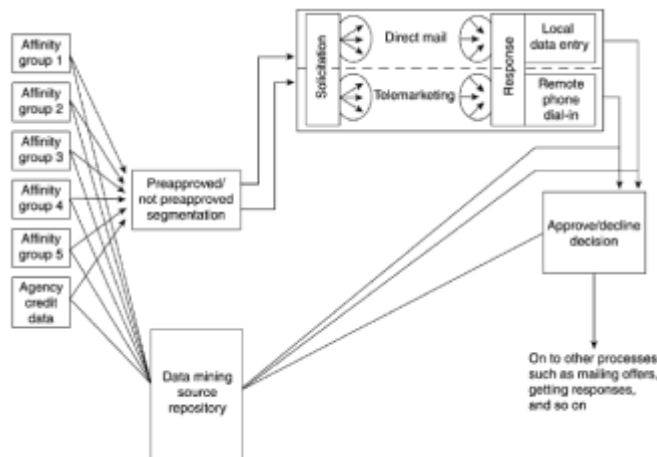 Affinity
group 1
Affinity
group 2
Affinity
group 3
Affinity
group 4
Affinity
group 5
Agency
credit
data
Preapproved/
not preapproved
segmentation
Data mining
source
repository
Solicitation
Direct mail
Telemarketing
Response
Local
data entry
Remote
phone
dial-in
Approve/decline
decision
On to other processes
such as mailing offers,
getting responses,
and so on